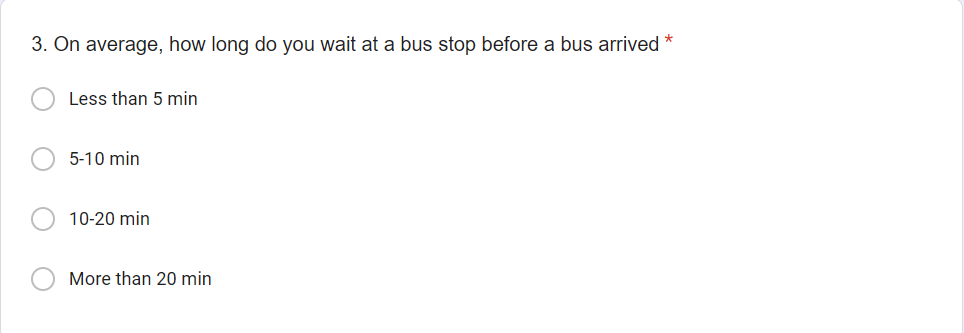 3. On average, how long do you wait at a bus stop before a bus arrived *
Less than 5 min
5-10 min
10-20 min
More than 20 min